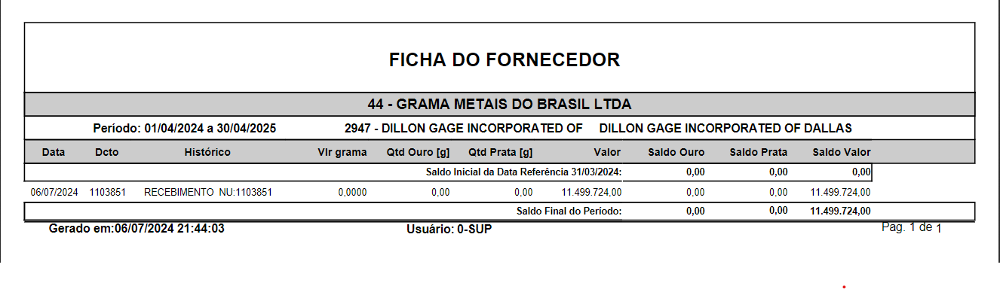 FICHA DO FORNECEDOR
44 - GRAMA METAIS DO BRASIL LTDA
Período: 01/04/2024 a 30/04/2025 2947 - DILLON GAGE INCORPORATED OF DILLON GAGE INCORPORATED OF DALLAS
Data Dcto Histórico Vlr grama Qtd Ouro [g] Qtd Prata [g] Valor Saldo Ouro Saldo Prata Saldo Valor
Saldo Inicial da Data Referência 31/03/2024: 0,00 0,00 0,00
06/07/2024 1103851 RECEBIMENTO NU:1103851 0,0000 0,00 0,00 11.499.724,00 0,00 0,00 11.499.724,00
Saldo Final do Período: 0,00 0,00 11.499.724,00
Gerado em:06/07/2024 21:44:03 Usuário: 0-SUP Pag. 1 de 1